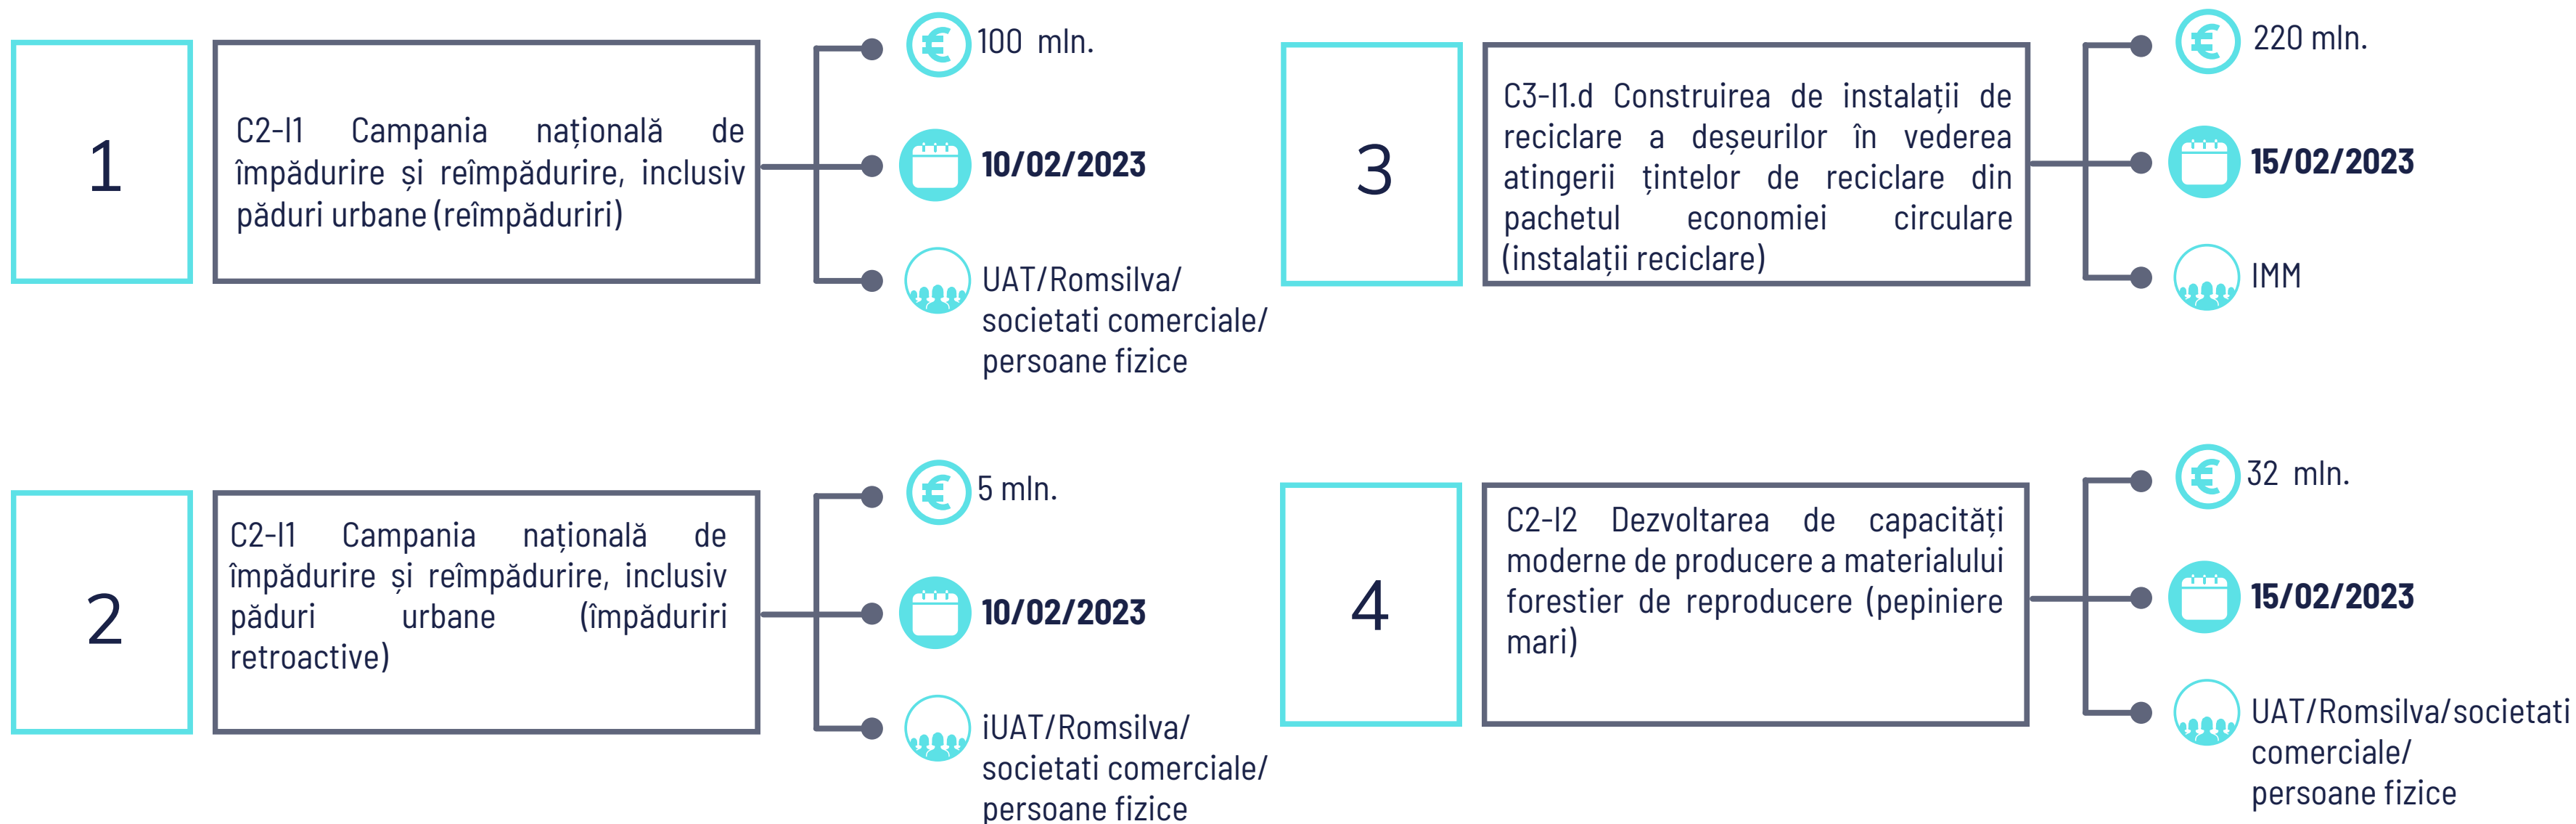 1
C2-I1 Campania națională de
împădurire și reîmpădurire, inclusiv
păduri urbane (reîmpăduriri)
€ 100 mln.
10/02/2023
UAT/Romsilva/
societati comerciale/
persoane fizice
2
C2-I1 Campania națională de
împădurire și reîmpădurire, inclusiv
păduri urbane (împăduriri
retroactive)
€ 5 mln.
10/02/2023
iUAT/Romsilva/
societati comerciale/
persoane fizice
3
C3-I1.d Construirea de instalații de
reciclare a deșeurilor în vederea
atingerii țintelor de reciclare din
pachetul economiei circulare
(instalații reciclare)
€ 220 mln.
15/02/2023
IMM
4
C2-I2 Dezvoltarea de capacități
moderne de producere a materialului
forestier de reproducere (pepiniere
mari)
€ 32 mln.
15/02/2023
UAT/Romsilva/societati
comerciale/
persoane fizice